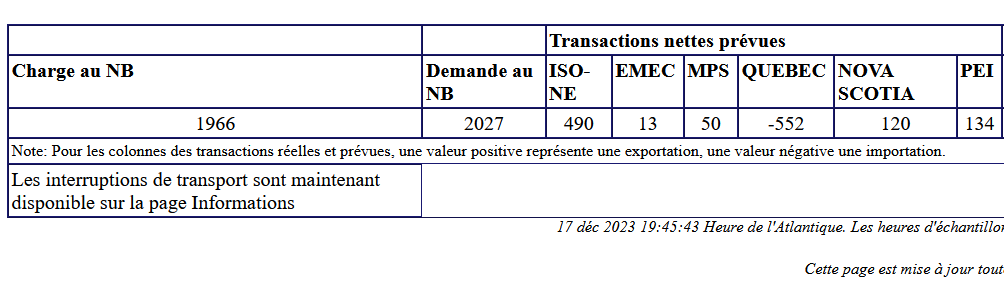 Transactions nettes prévues
Charge au NB Demande au NB ISO-NE EMEC MPS QUEBEC NOVA SCOTIA PEI
1966 2027 490 13 50 -552 120 134
Note: Pour les colonnes des transactions réelles et prévues, une valeur positive représente une exportation, une valeur négative une importation.
Les interruptions de transport sont maintenant
disponible sur la page Informations
17 déc 2023 19:45:43 Heure de l'Atlantique. Les heures d'échantillon
Cette page est mise à jour tout